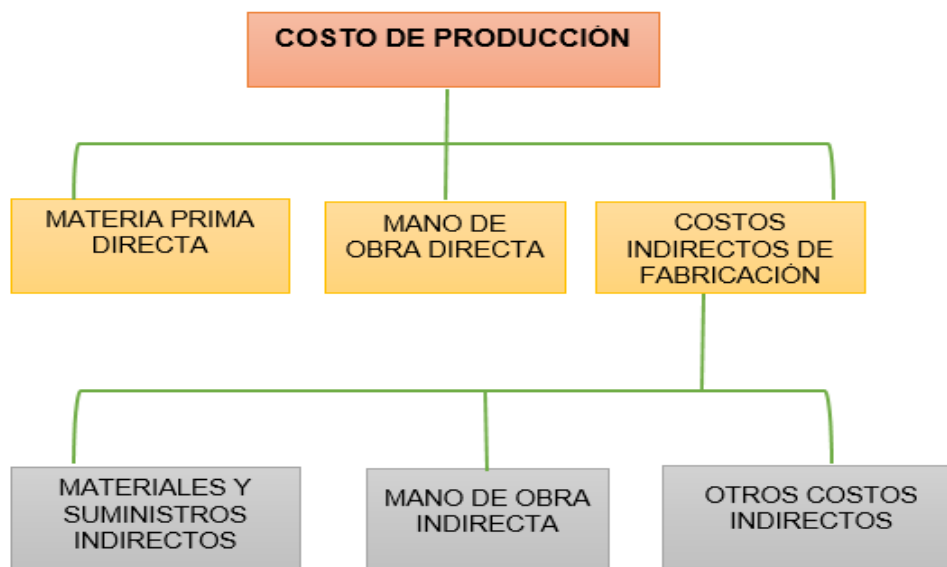 COSTO DE PRODUCCIÓN
MATERIA PRIMA
DIRECTA
MANO DE
OBRA DIRECTA
COSTOS
INDIRECTOS DE
FABRICACIÓN
MATERIALES Y
SUMINISTROS
INDIRECTOS
MANO DE OBRA
INDIRECTA
OTROS COSTOS
INDIRECTOS